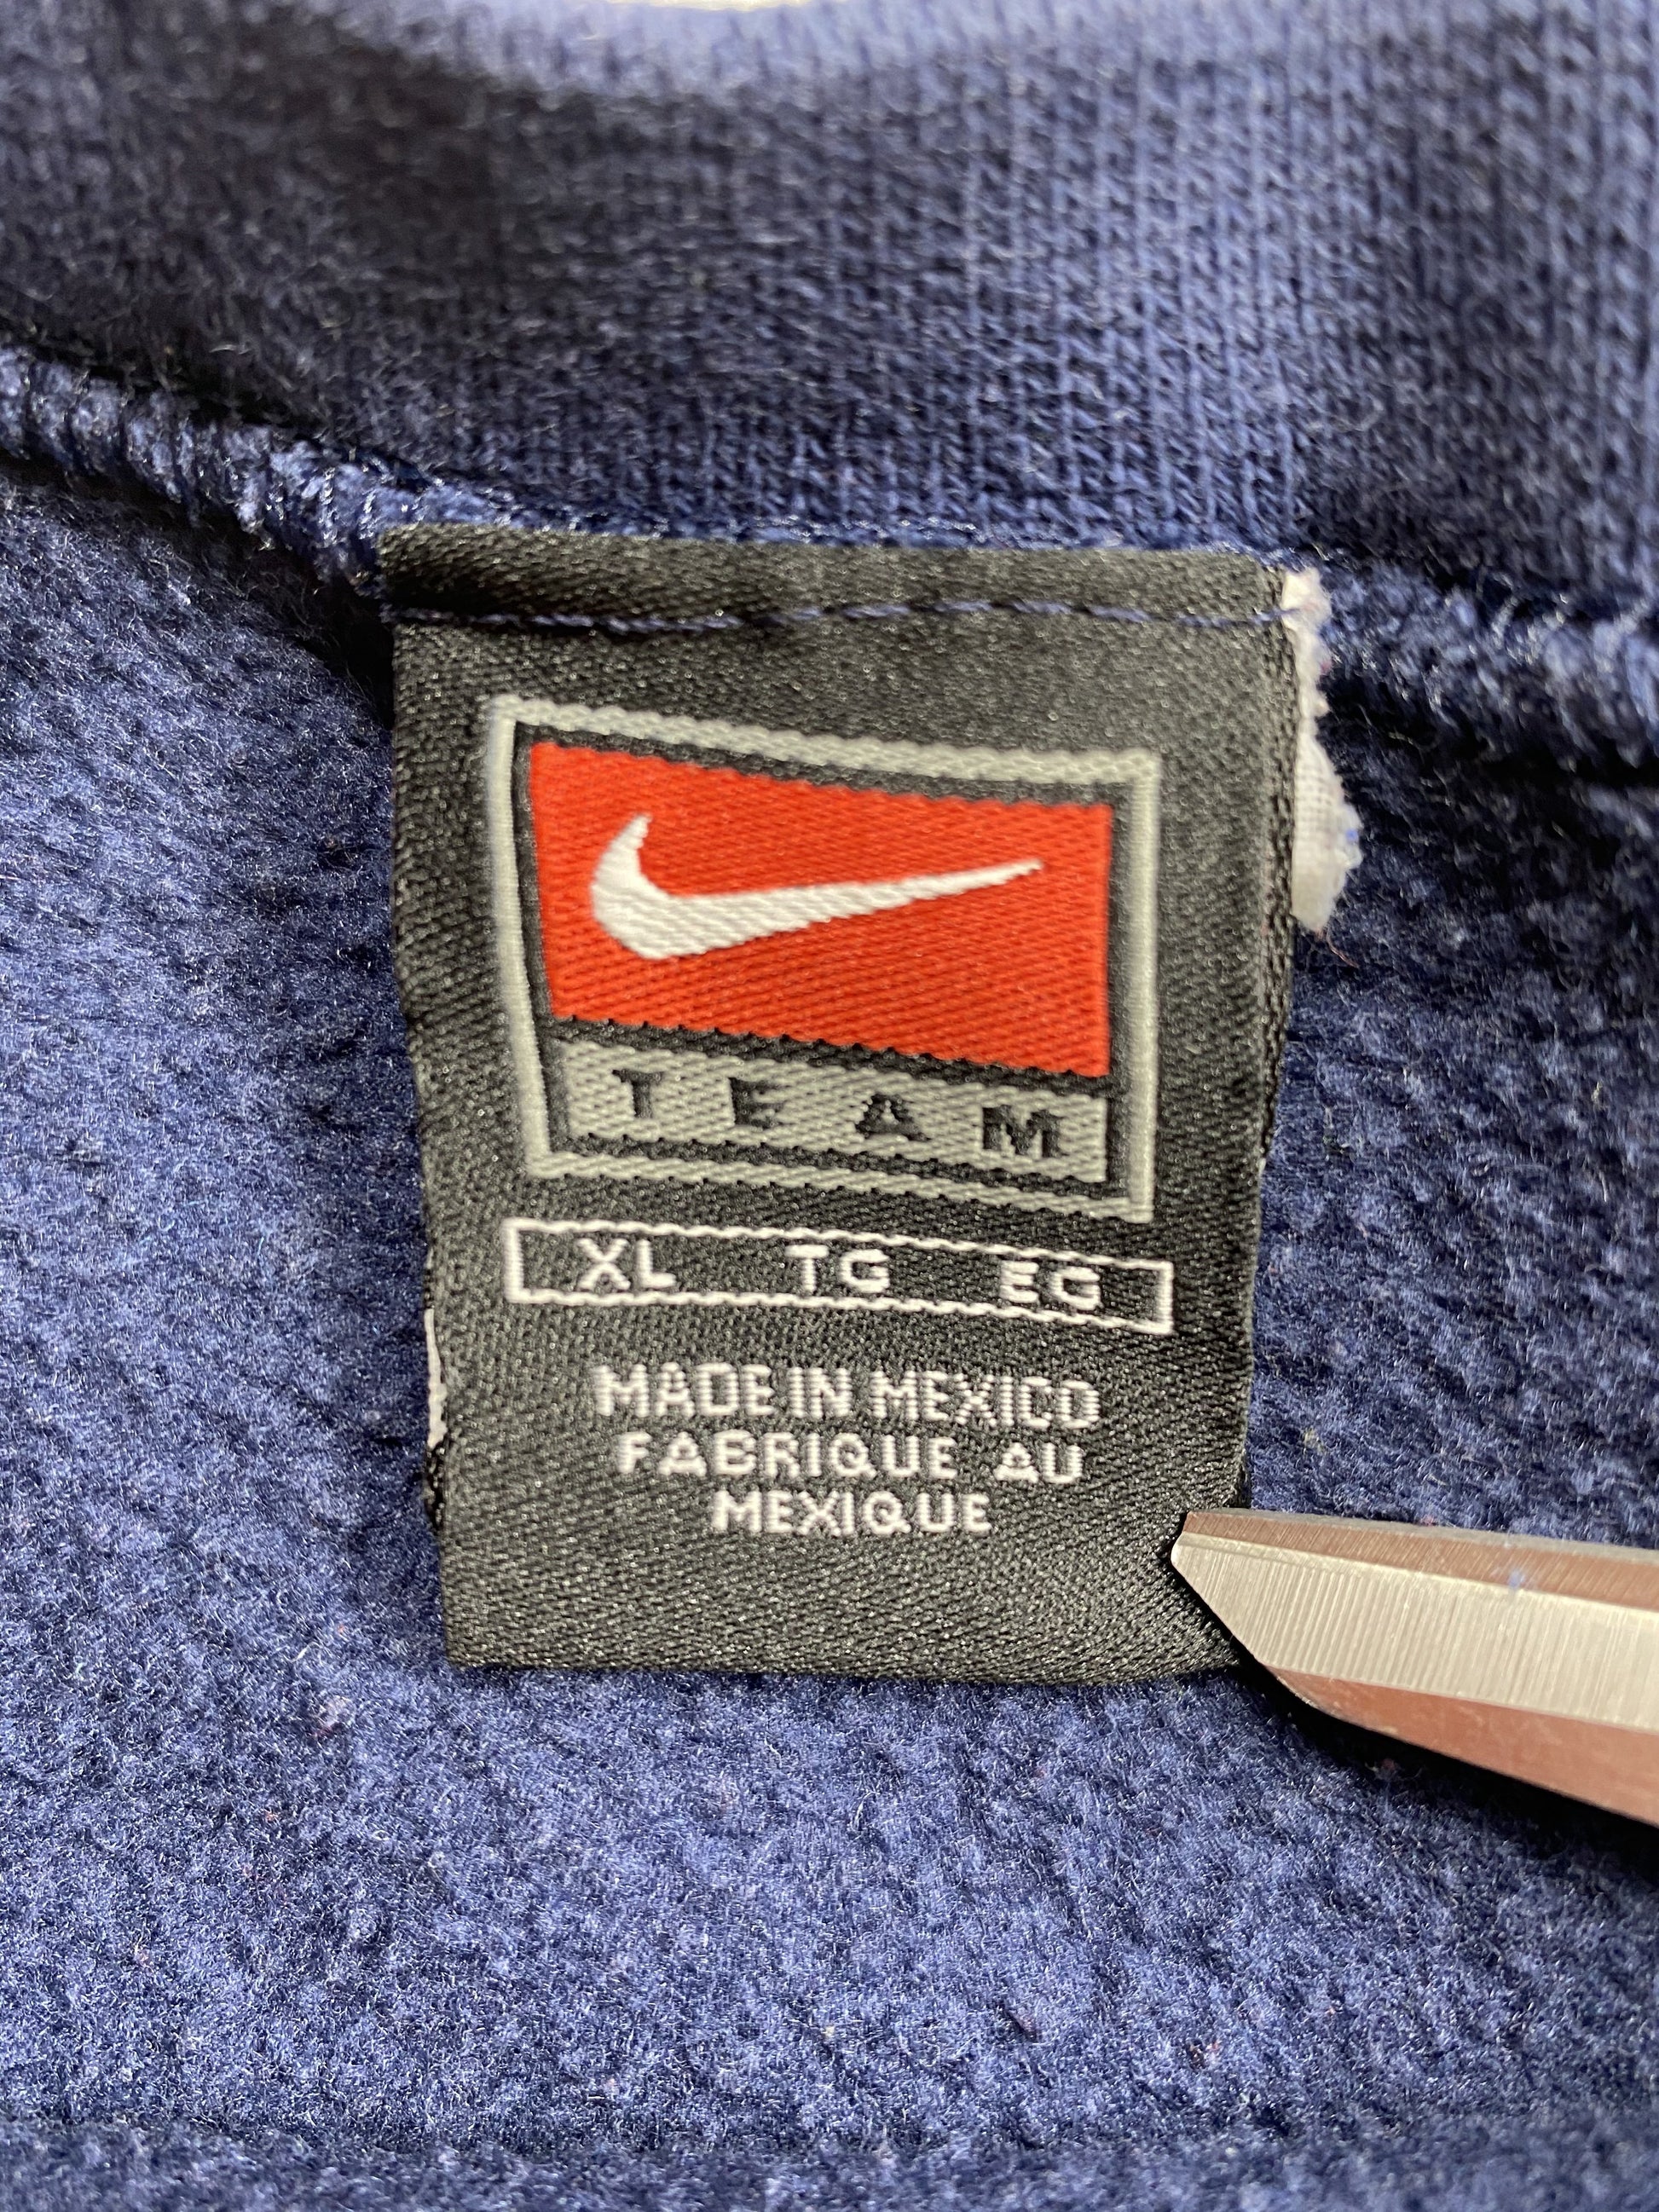 TEAM
XL TG EG
MADE IN MEXICO
FABRIQUE AU
MEXIQUE